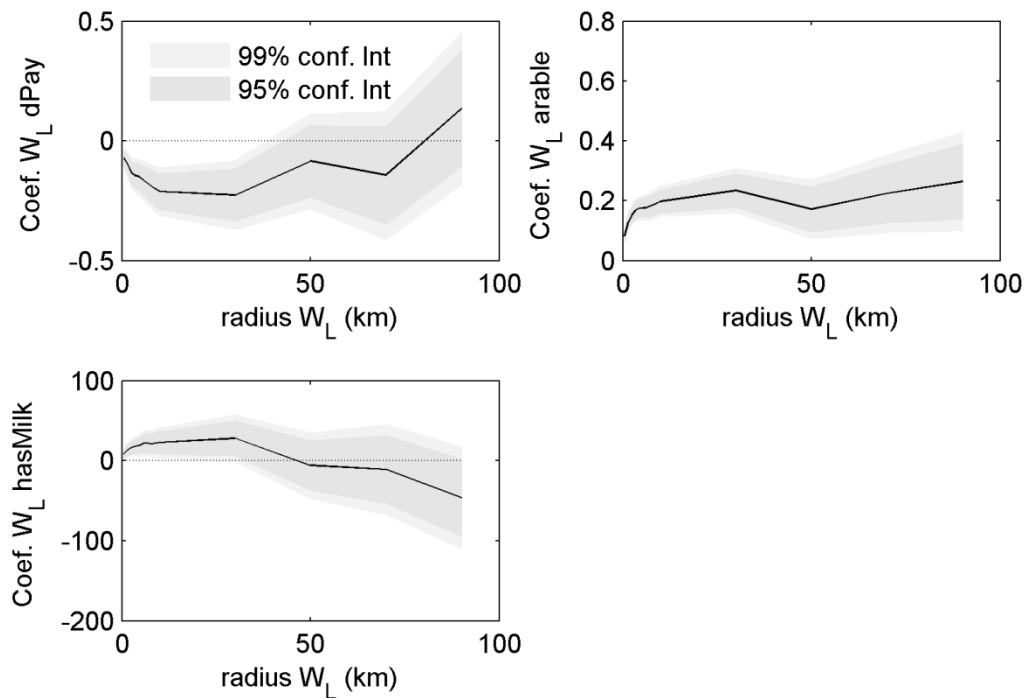 0.5
0
-0.5
Coef. W_L dPay
99% conf. Int
95% conf. Int
0 50 100
radius W_L (km)
0.8
0.6
0.4
0.2
0
Coef. W_L arable
0 50 100
radius W_L (km)
100
0
-100
-200
Coef. W_L hasMilk
0 50 100
radius W_L (km)